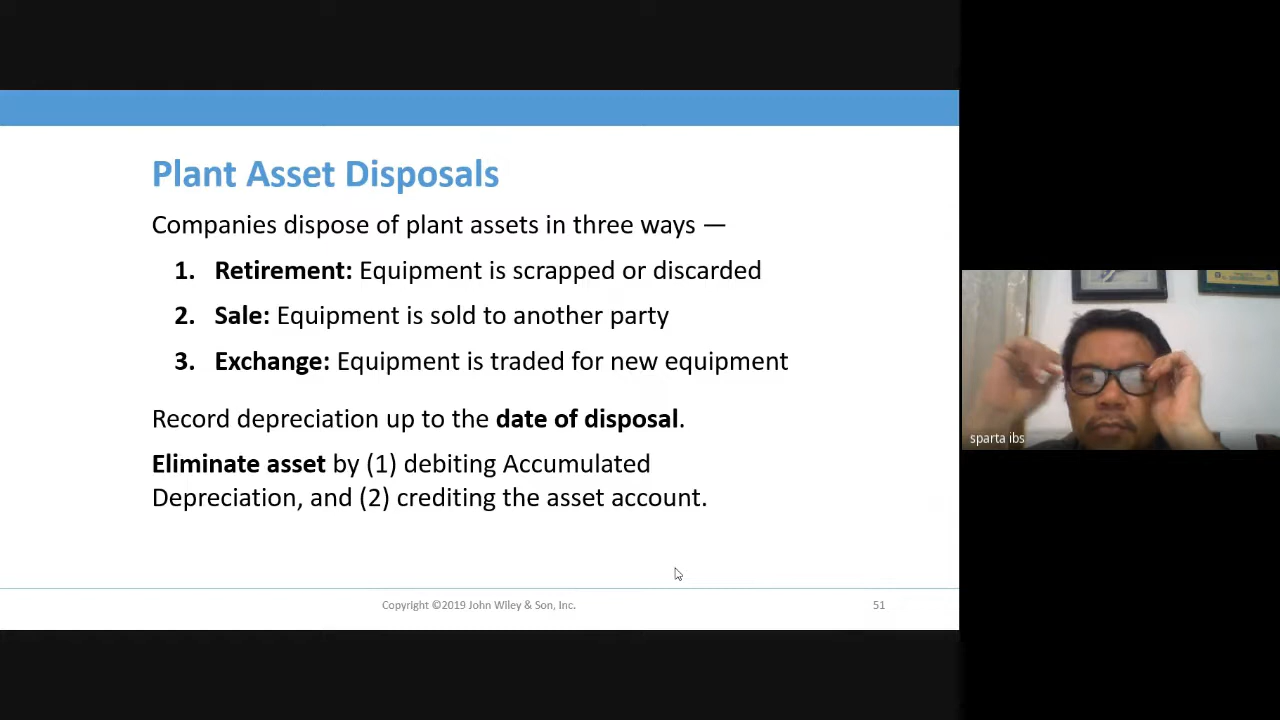 Plant Asset Disposals
Companies dispose of plant assets in three ways —
1. Retirement: Equipment is scrapped or discarded
2. Sale: Equipment is sold to another party
3. Exchange: Equipment is traded for new equipment
Record depreciation up to the date of disposal.
Eliminate asset by (1) debiting Accumulated
Depreciation, and (2) crediting the asset account.
Copyright ©2019 John Wiley & Son, Inc.
51
sparta ibs